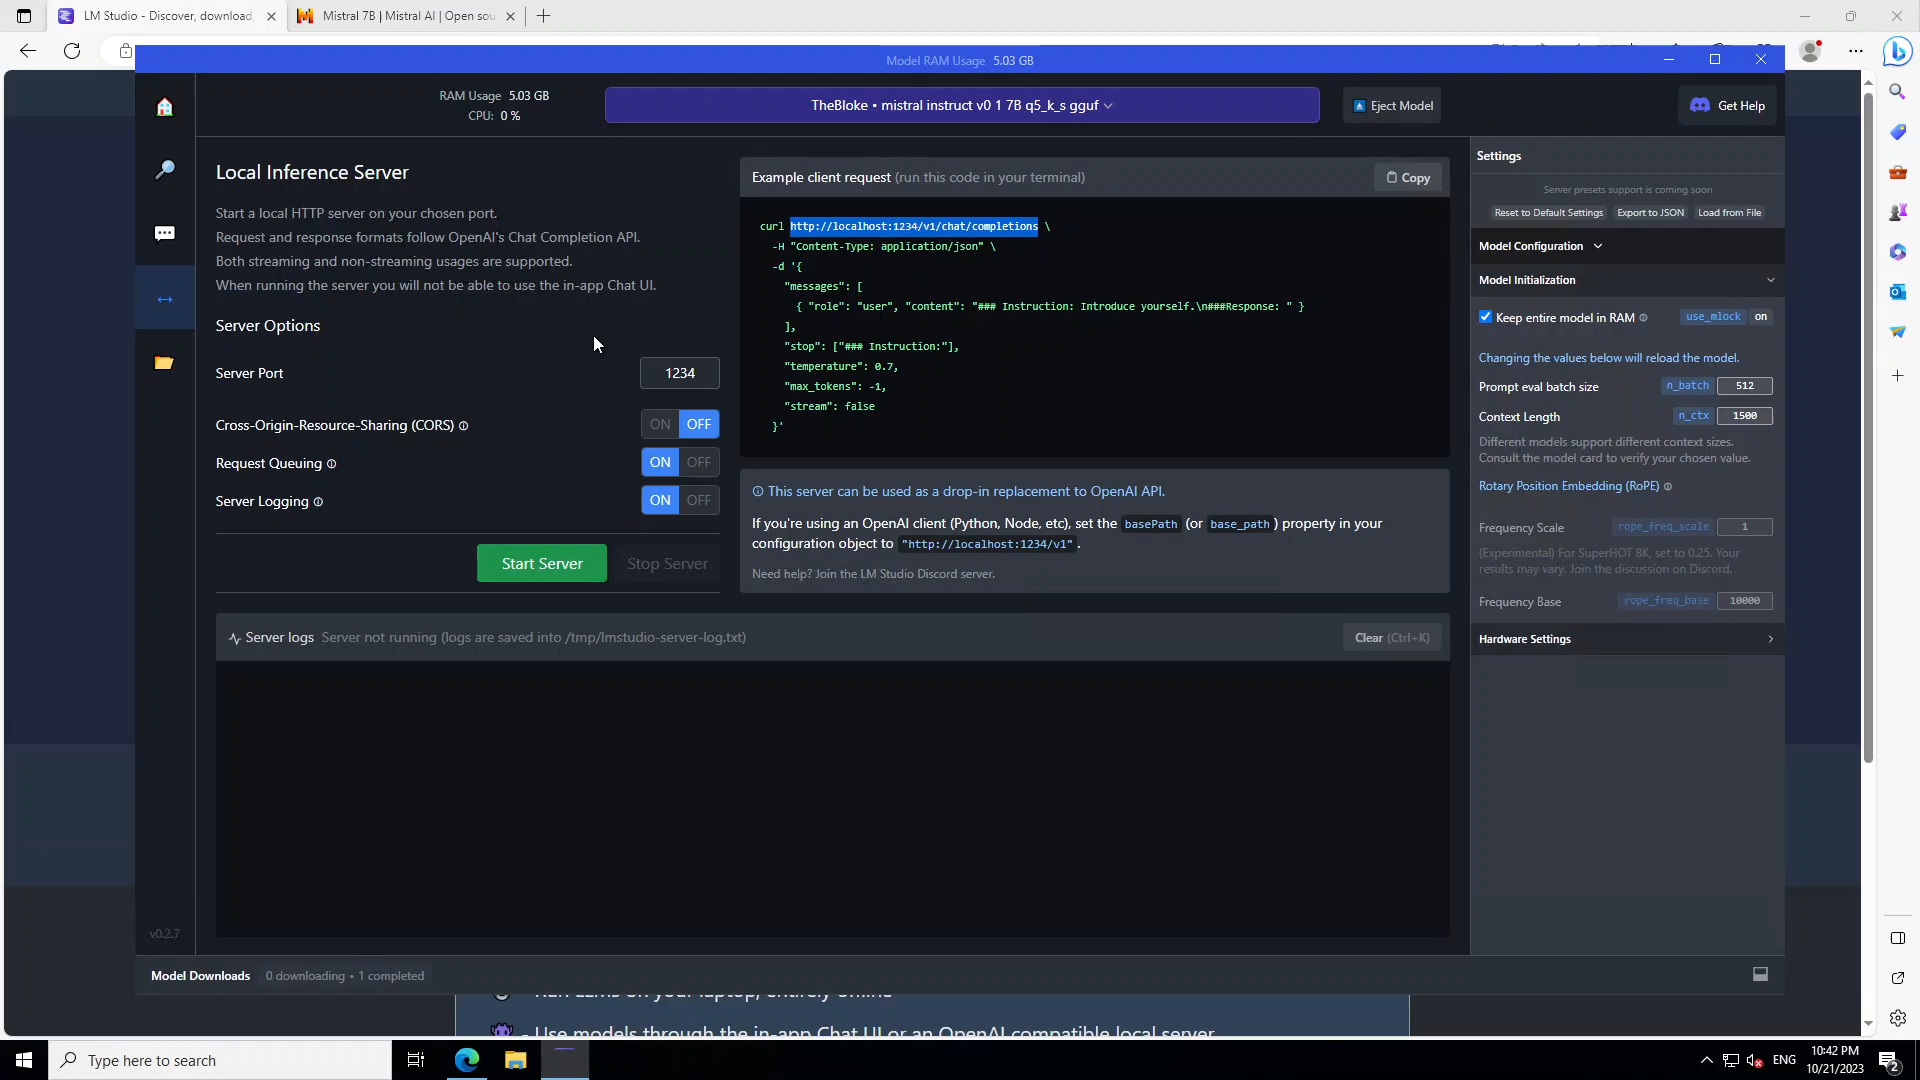 LM Studio - Discover, download,
Mistral 7B | Mistral AI | Open sou
Model RAM Usage 5.03 GB
RAM Usage 5.03 GB
CPU: 0 %
TheBloke • mistral instruct v0 1 7B q5_k_s gguf
Eject Model
Get Help
Local Inference Server
Start a local HTTP server on your chosen port.
Request and response formats follow OpenAI's Chat Completion API.
Both streaming and non-streaming usages are supported.
When running the server you will not be able to use the in-app Chat UI.
Server Options
Server Port 1234
Cross-Origin-Resource-Sharing (CORS) ON OFF
Request Queuing ON OFF
Server Logging ON OFF
Start Server Stop Server
Example client request (run this code in your terminal) Copy
curl http://localhost:1234/v1/chat/completions \
-H "Content-Type: application/json" \
-d '{
"messages": [
{ "role": "user", "content": "### Instruction: Introduce yourself.\n###Response: " }
],
"stop": ["### Instruction:"],
"temperature": 0.7,
"max_tokens": -1,
"stream": false
}'
This server can be used as a drop-in replacement to OpenAI API.
If you're using an OpenAI client (Python, Node, etc), set the basePath (or base_path ) property in your
configuration object to "http://localhost:1234/v1".
Need help? Join the LM Studio Discord server.
Server logs Server not running (logs are saved into /tmp/lmstudio-server-log.txt) Clear (Ctrl+K)
Settings
Server presets support is coming soon
Reset to Default Settings Export to JSON Load from File
Model Configuration
Model Initialization
Keep entire model in RAM use_mlock on
Changing the values below will reload the model.
Prompt eval batch size n_batch 512
Context Length n_ctx 1500
Different models support different context sizes.
Consult the model card to verify your chosen value.
Rotary Position Embedding (RoPE)
Frequency Scale rope_freq_scale 1
(Experimental) For SuperHOT 8K, set to 0.25. Your
results may vary. Join the discussion on Discord.
Frequency Base rope_freq_base 10000
Hardware Settings
v0.2.7
Model Downloads 0 downloading • 1 completed
- Use models through the in-app Chat UI or an OpenAI compatible local server
Type here to search
ENG
10:42 PM
10/21/2023
2